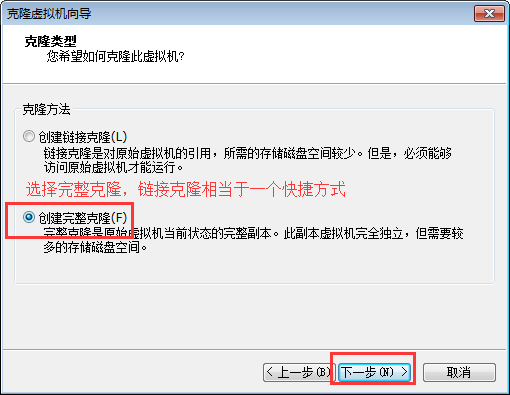 克隆虚拟机向导
克隆类型
您希望如何克隆此虚拟机?
克隆方法
创建链接克隆(L)
链接克隆是对原始虚拟机的引用，所需的存储磁盘空间较少。但是，必须能够
访问原始虚拟机才能运行。
选择完整克隆，链接克隆相当于一个快捷方式
创建完整克隆(F)
完整克隆是原始虚拟机当前状态的完整副本。此副本虚拟机完全独立，但需要较
多的存储磁盘空间。
< 上一步(B) 下一步(N) > 取消